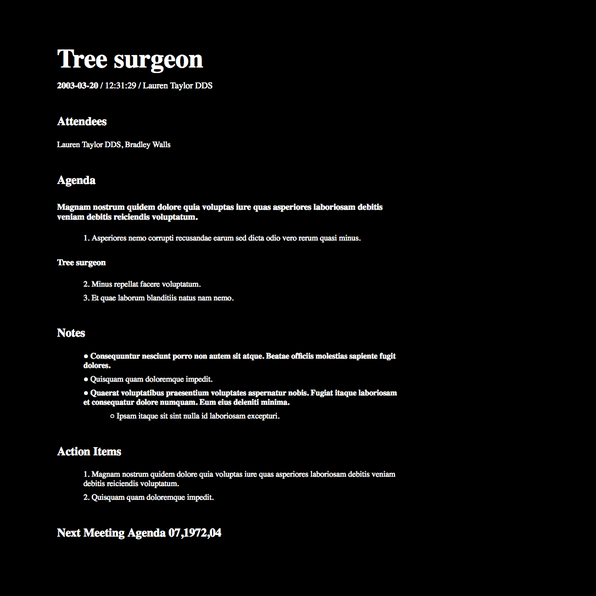 Tree surgeon
2003-03-20 / 12:31:29 / Lauren Taylor DDS
Attendees
Lauren Taylor DDS, Bradley Walls
Agenda
Magnam nostrum quidem dolore quia voluptas iure quas asperiores laboriosam debitis
veniam debitis reiciendis voluptatum.
1. Asperiores nemo corrupti recusandae earum sed dicta odio vero rerum quasi minus.
Tree surgeon
2. Minus repellat facere voluptatum.
3. Et quae laborum blanditiis natus nam nemo.
Notes
● Consequuntur nesciunt porro non autem sit atque. Beatae officiis molestias sapiente fugit
dolores.
● Quisquam quam doloremque impedit.
● Quaerat voluptatibus praesentium voluptates aspernatur nobis. Fugiat itaque laboriosam
et consequatur dolore numquam. Eum eius deleniti minima.
○ Ipsam itaque sit sint nulla id laboriosam excepturi.
Action Items
1. Magnam nostrum quidem dolore quia voluptas iure quas asperiores laboriosam debitis veniam
debitis reiciendis voluptatum.
2. Quisquam quam doloremque impedit.
Next Meeting Agenda 07,1972,04